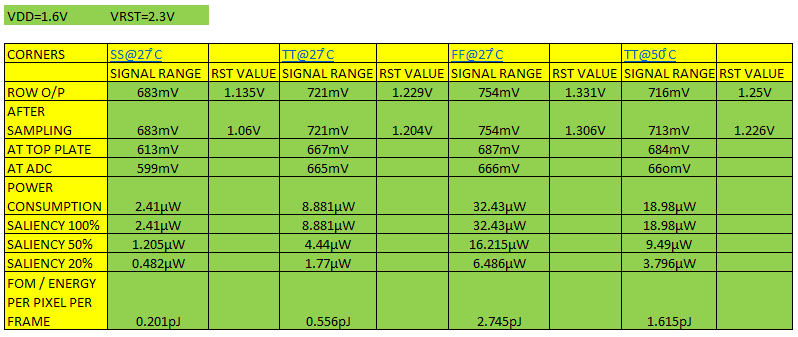 VDD=1.6V VRST=2.3V
CORNERS SS@27°C TT@27°C FF@27°C TT@50°C
SIGNAL RANGE RST VALUE SIGNAL RANGE RST VALUE SIGNAL RANGE RST VALUE SIGNAL RANGE RST VALUE
ROW O/P 683mV 1.135V 721mV 1.229V 754mV 1.331V 716mV 1.25V
AFTER
SAMPLING 683mV 1.06V 721mV 1.204V 754mV 1.306V 713mV 1.226V
AT TOP PLATE 613mV 667mV 687mV 684mV
AT ADC 599mV 665mV 666mV 66omV
POWER
CONSUMPTION 2.41µW 8.881µW 32.43µW 18.98µW
SALIENCY 100% 2.41µW 8.881µW 32.43µW 18.98µW
SALIENCY 50% 1.205µW 4.44µW 16.215µW 9.49µW
SALIENCY 20% 0.482µW 1.77µW 6.486µW 3.796µW
FOM / ENERGY
PER PIXEL PER
FRAME 0.201pJ 0.556pJ 2.745pJ 1.615pJ